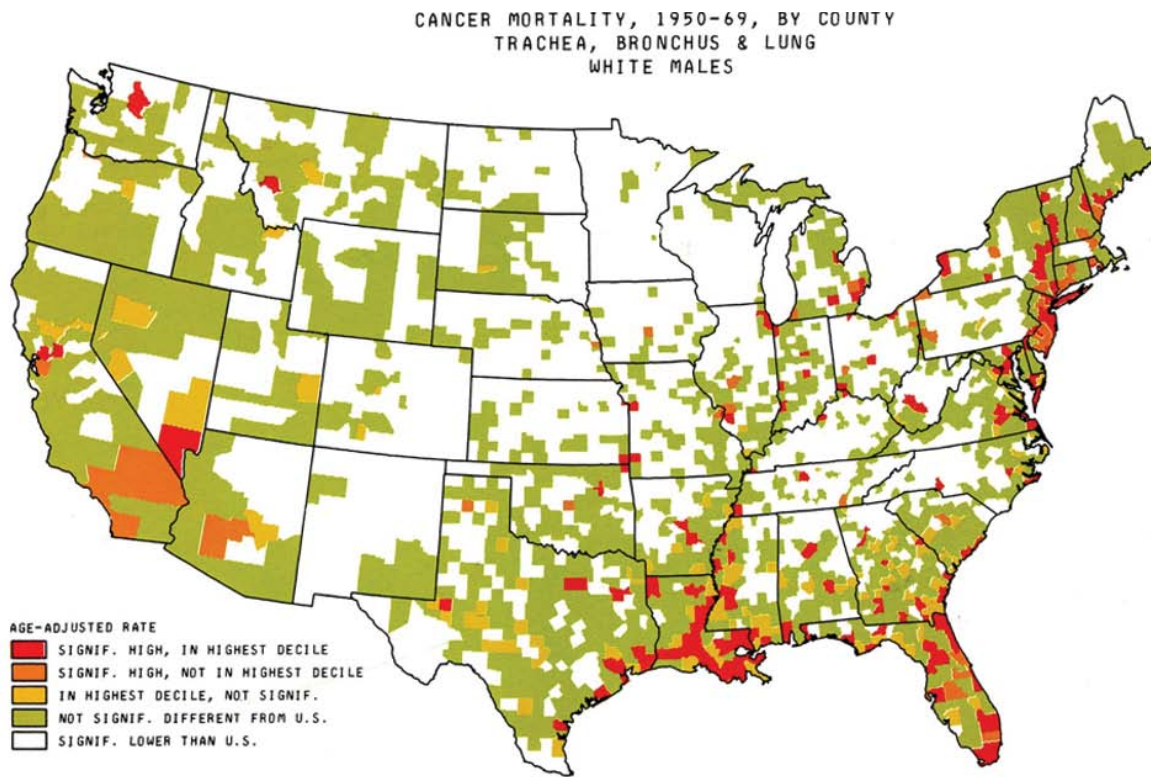 CANCER MORTALITY, 1950-69, BY COUNTY
TRACHEA, BRONCHUS & LUNG
WHITE MALES
AGE-ADJUSTED RATE
SIGNIF. HIGH, IN HIGHEST DECILE
SIGNIF. HIGH, NOT IN HIGHEST DECILE
IN HIGHEST DECILE, NOT SIGNIF.
NOT SIGNIF. DIFFERENT FROM U.S.
SIGNIF. LOWER THAN U.S.